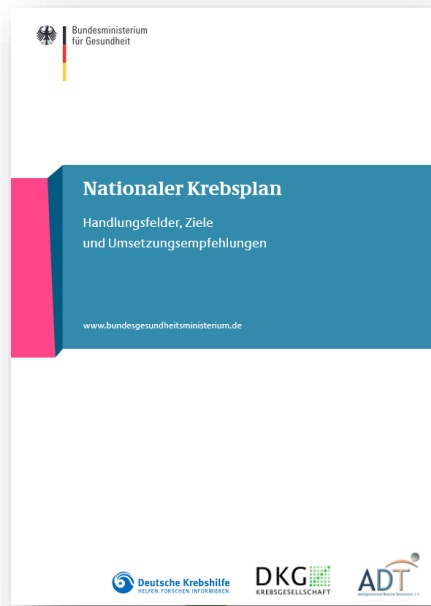 Bundesministerium
für Gesundheit
Nationaler Krebsplan
Handlungsfelder, Ziele
und Umsetzungsempfehlungen
www.bundesgesundheitsministerium.de
Deutsche Krebshilfe
HELFEN. FORSCHEN. INFORMIEREN.
DKG
KREBSGESELLSCHAFT
ADT